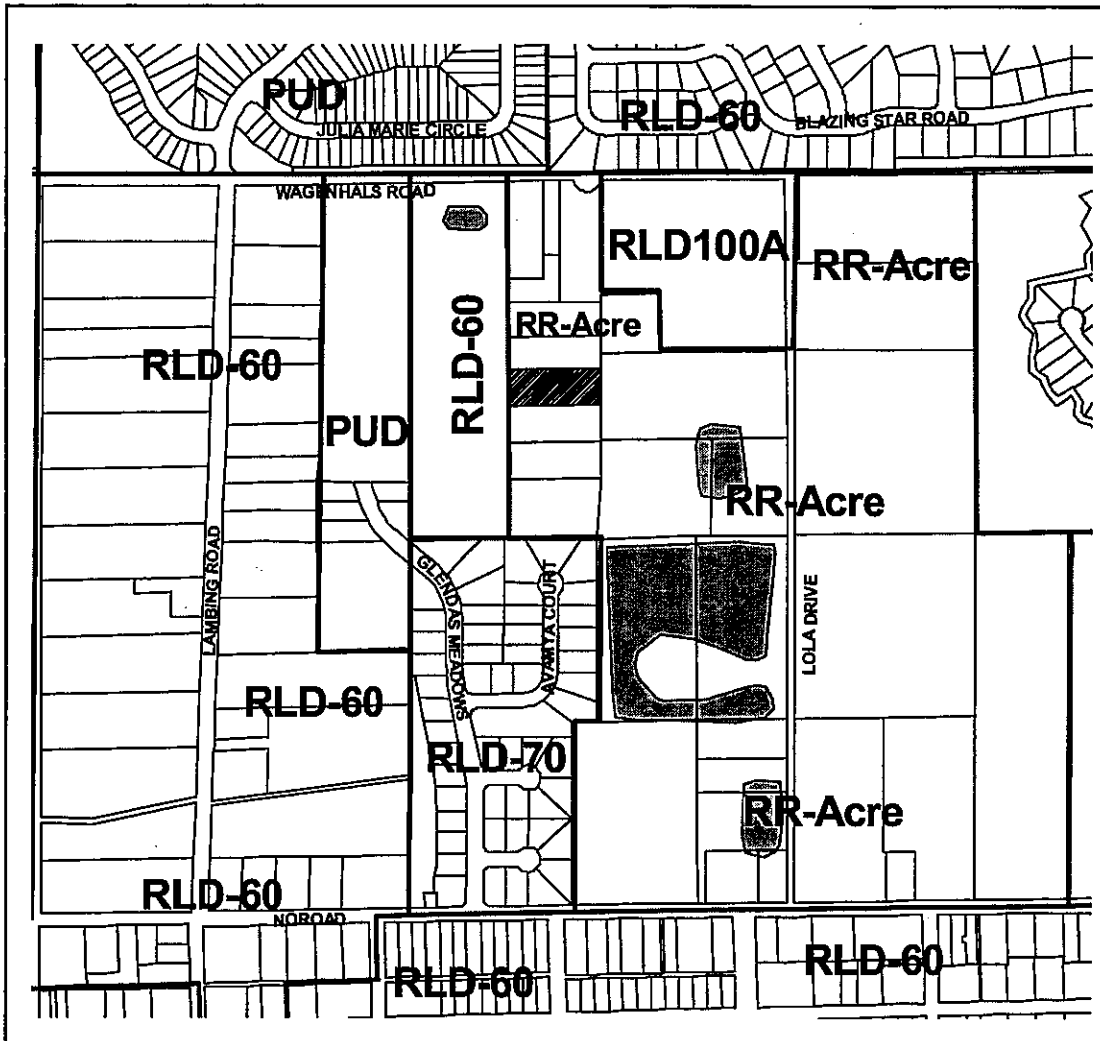 PUD
RLD-60
BLAZING STAR ROAD
JULIA MARIE CIRCLE
WAGENHALS ROAD
RLD100A
RR-Acre
RLD-60
RR-Acre
RLD-60
PUD
RR-Acre
LAMBING ROAD
GLENDAS MEADOWS
AVAMYA COURT
LOLA DRIVE
RLD-60
RLD-70
RR-Acre
RLD-60
NOROAD
RLD-60
RLD-60